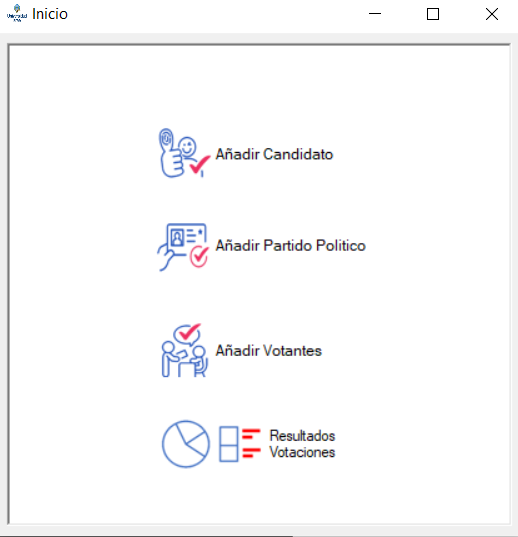 Inicio
Añadir Candidato
Añadir Partido Politico
Añadir Votantes
Resultados
Votaciones